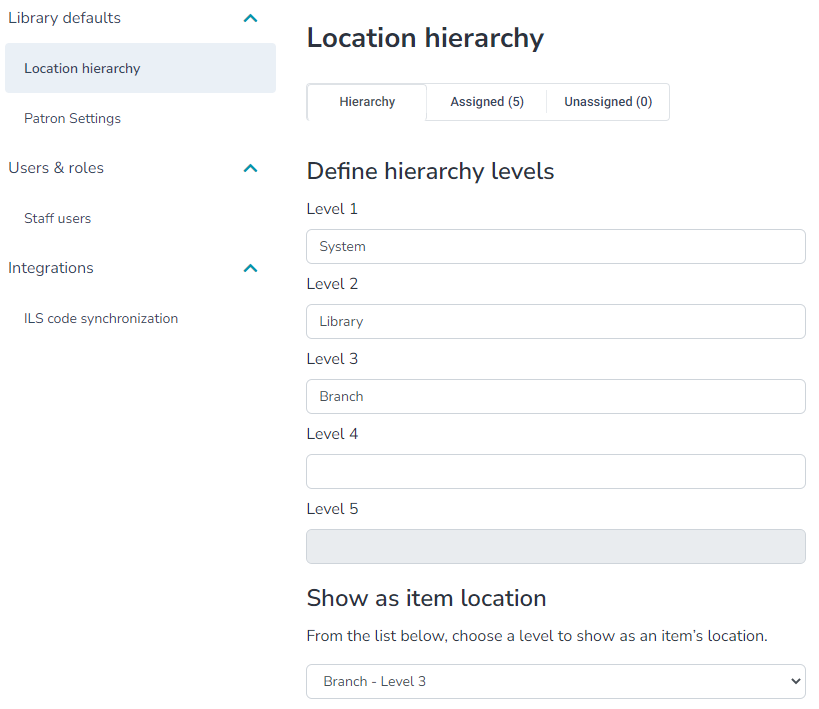 Library defaults
Location hierarchy
Patron Settings
Users & roles
Staff users
Integrations
ILS code synchronization
Location hierarchy
Hierarchy
Assigned (5)
Unassigned (0)
Define hierarchy levels
Level 1
System
Level 2
Library
Level 3
Branch
Level 4
Level 5
Show as item location
From the list below, choose a level to show as an item’s location.
Branch - Level 3